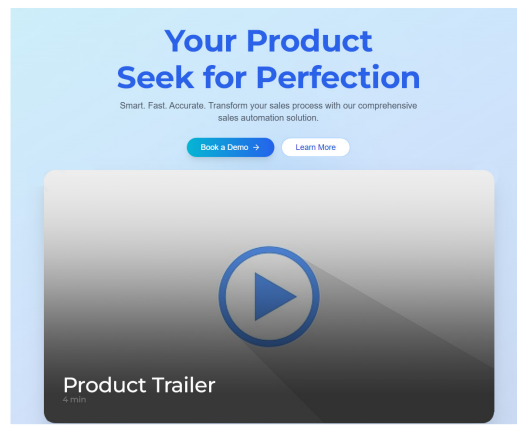 Your Product
Seek for Perfection
Smart. Fast. Accurate. Transform your sales process with our comprehensive
sales automation solution.
Book a Demo →
Learn More
Product Trailer
4 min